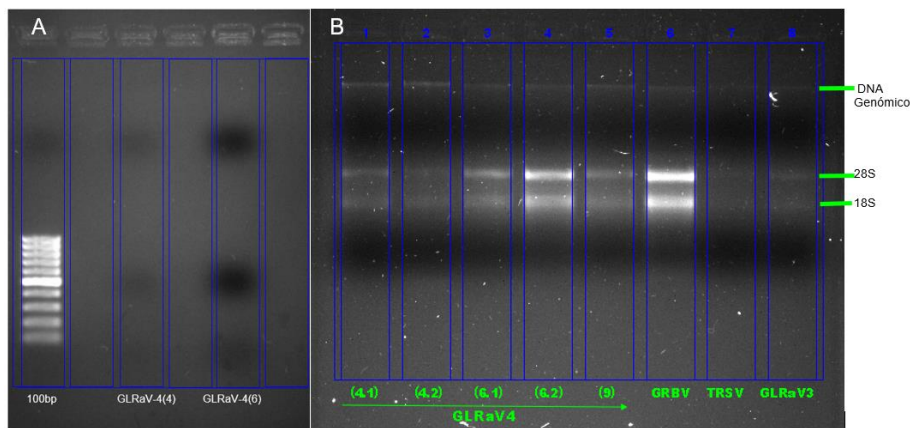 A
100bp
GLRaV-4(4)
GLRaV-4(6)
B
1 2 3 4 5 6 7 8
DNA
Genómico
28S
18S
(4.1) (4.2) (6.1) (6.2) (9) GRBV TRSV GLRaV3
GLRaV4